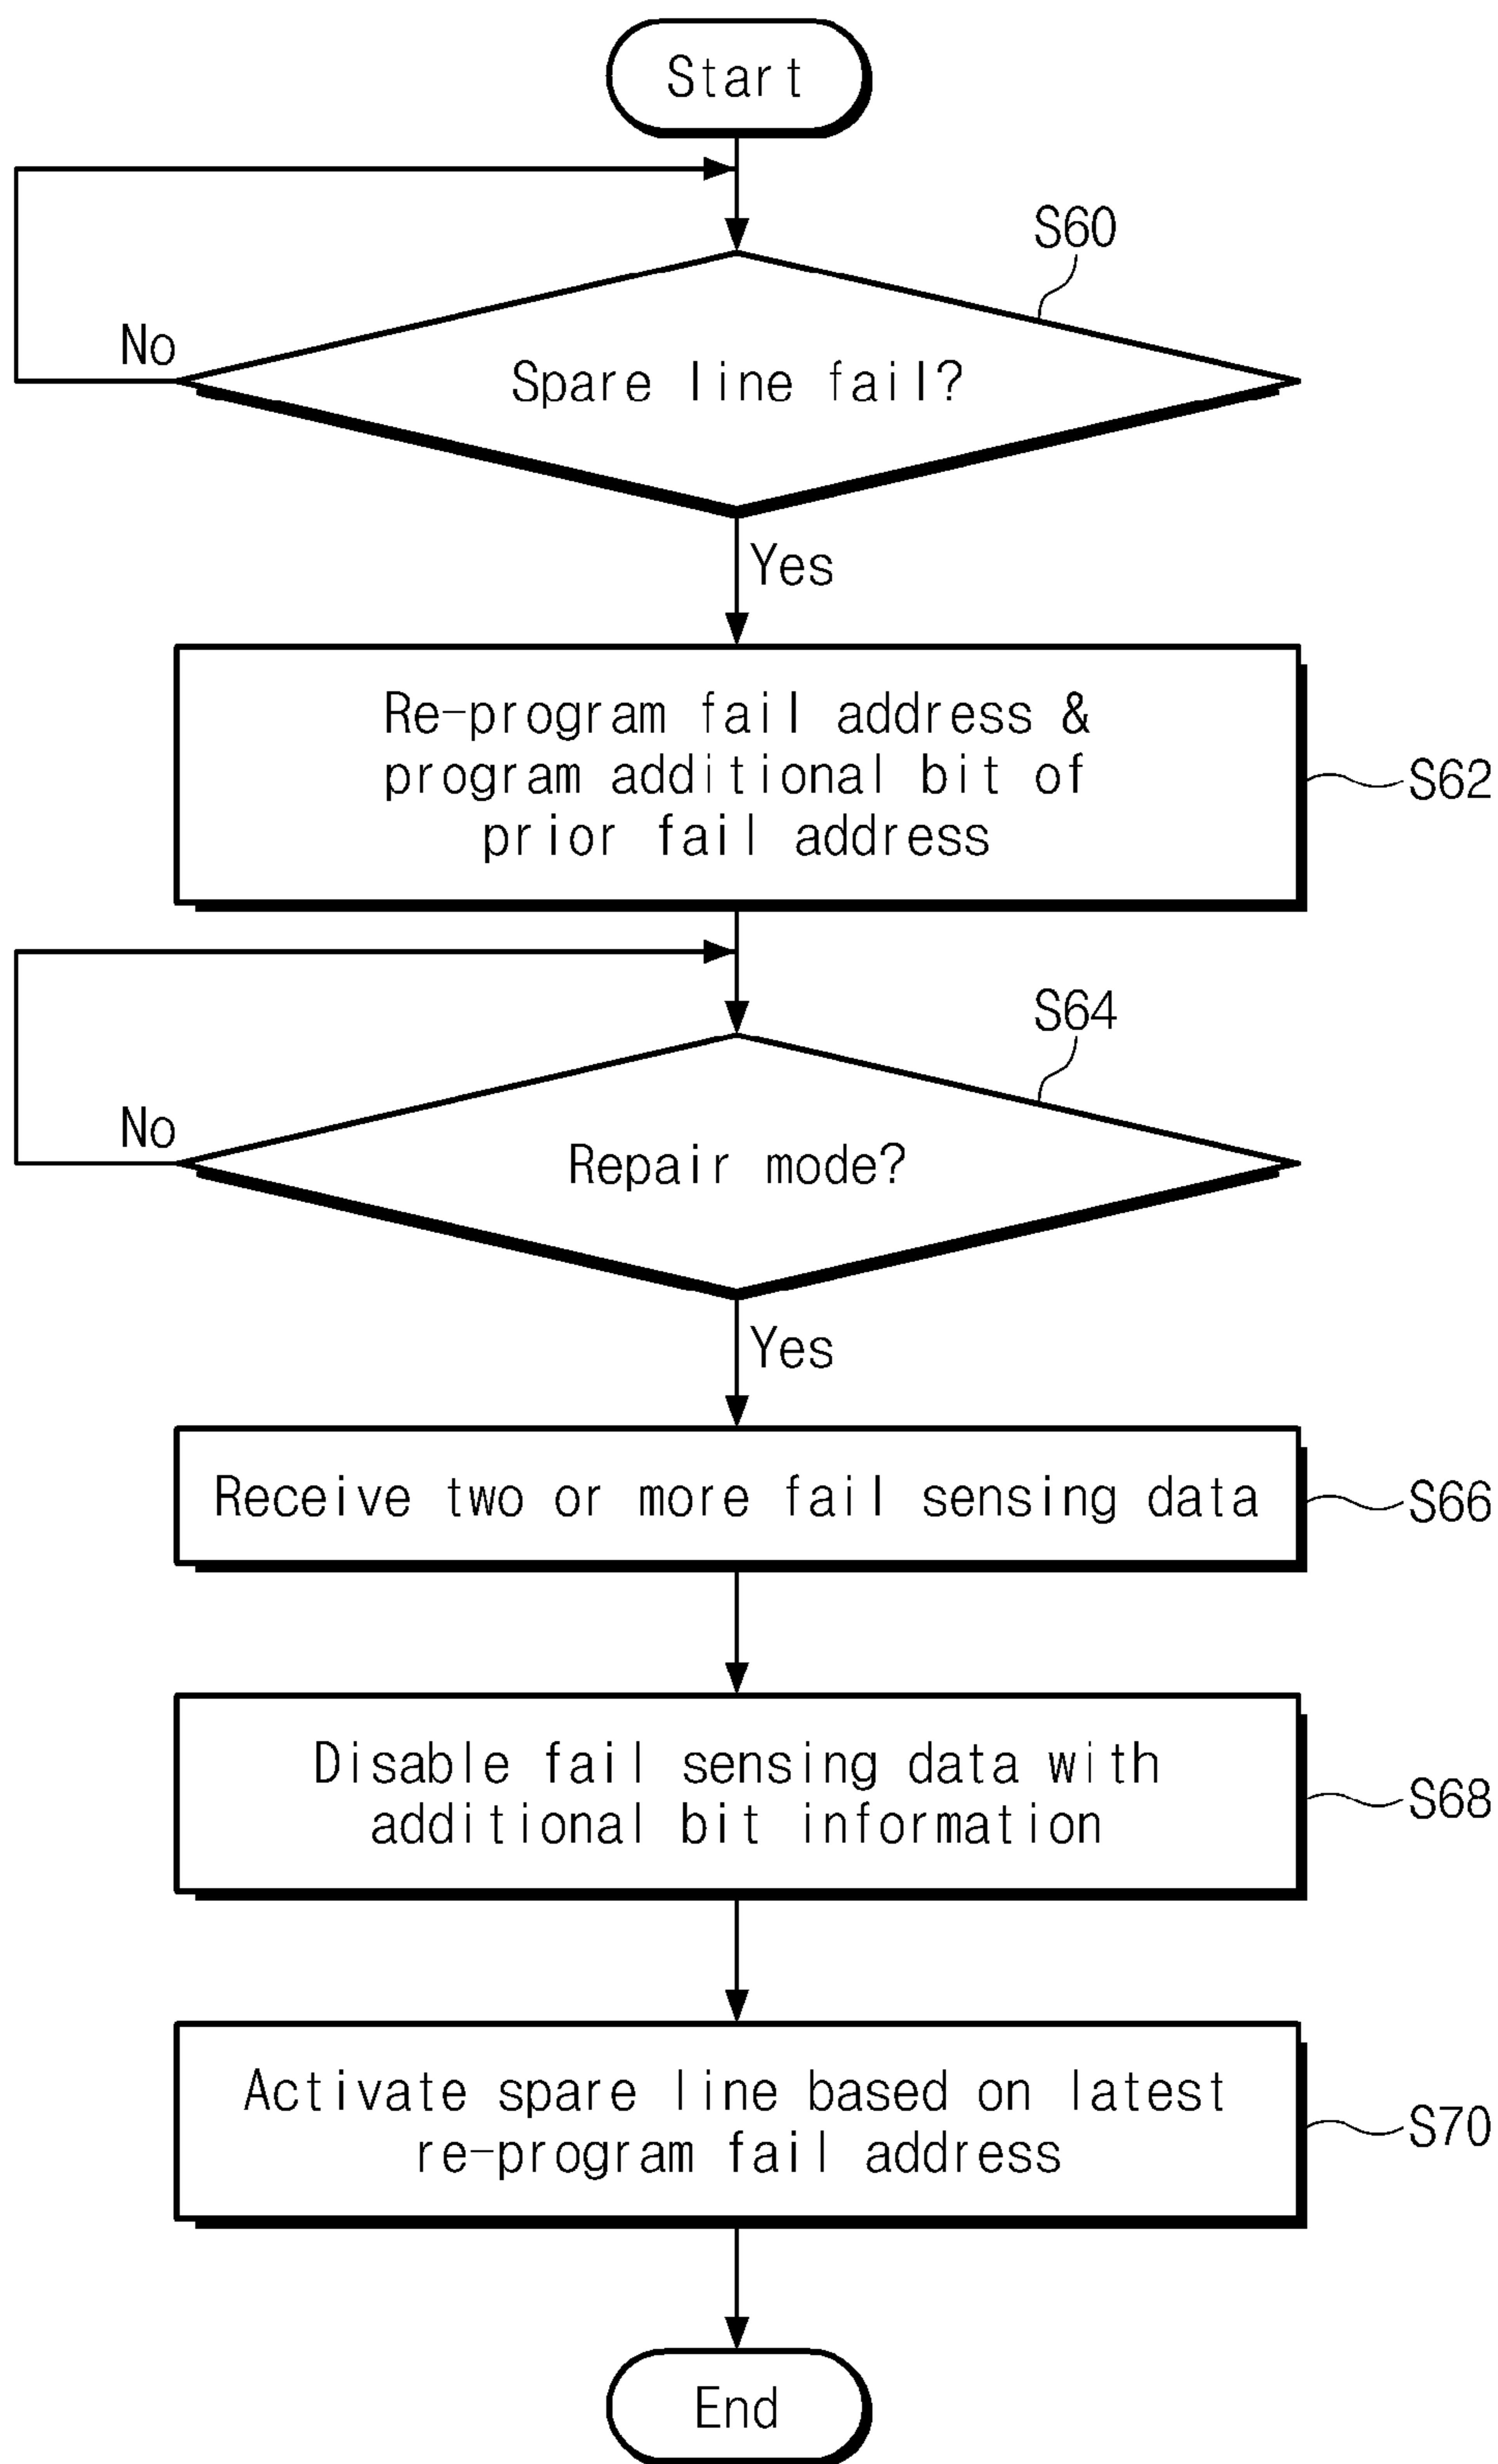 Start
S60
No
Spare line fail?
Yes
Re-program fail address &
program additional bit of
prior fail address
S62
S64
No
Repair mode?
Yes
Receive two or more fail sensing data
S66
Disable fail sensing data with
additional bit information
S68
Activate spare line based on latest
re-program fail address
S70
End